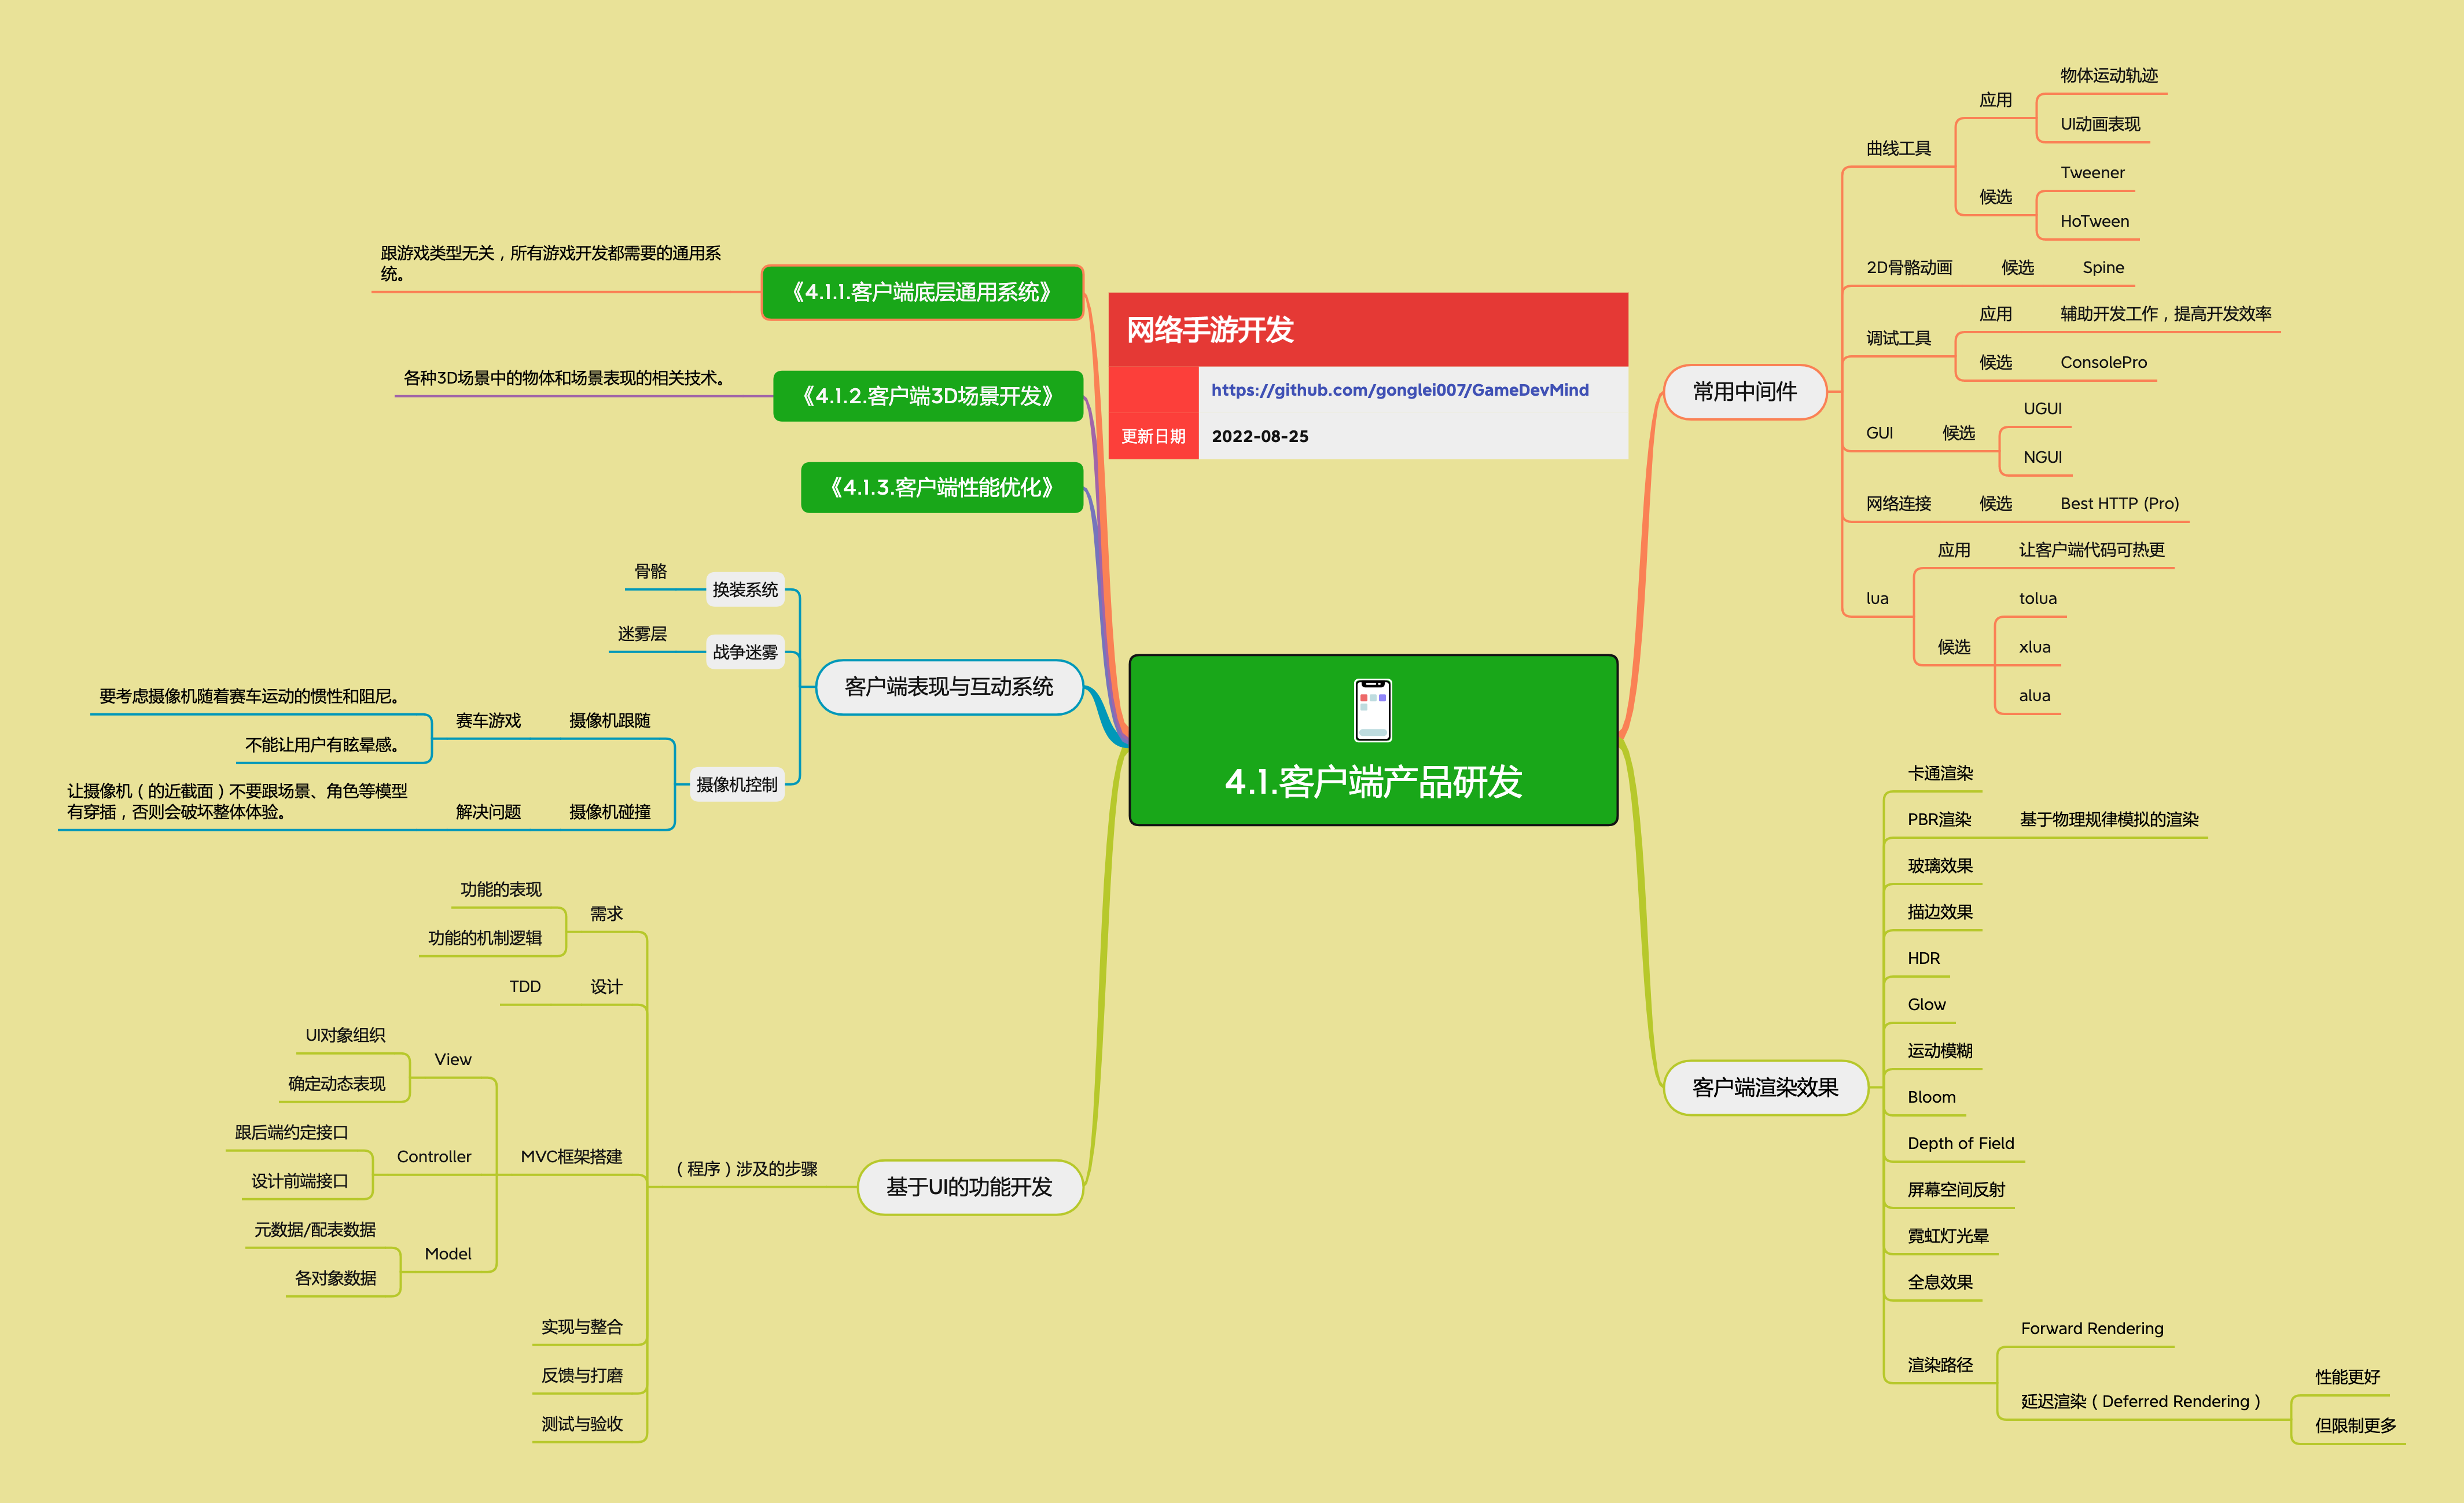 网络手游开发
https://github.com/gonglei007/GameDevMind
更新日期
2022-08-25
4.1.客户端产品研发
《4.1.1.客户端底层通用系统》
跟游戏类型无关，所有游戏开发都需要的通用系
统。
《4.1.2.客户端3D场景开发》
各种3D场景中的物体和场景表现的相关技术。
《4.1.3.客户端性能优化》
客户端表现与互动系统
换装系统
骨骼
战争迷雾
迷雾层
摄像机控制
摄像机跟随
赛车游戏
要考虑摄像机随着赛车运动的惯性和阻尼。
不能让用户有眩晕感。
摄像机碰撞
解决问题
让摄像机（的近截面）不要跟场景、角色等模型
有穿插，否则会破坏整体体验。
基于UI的功能开发
（程序）涉及的步骤
需求
功能的表现
功能的机制逻辑
设计
TDD
MVC框架搭建
View
UI对象组织
确定动态表现
Controller
跟后端约定接口
设计前端接口
Model
元数据/配表数据
各对象数据
实现与整合
反馈与打磨
测试与验收
常用中间件
曲线工具
应用
物体运动轨迹
UI动画表现
候选
Tweener
HoTween
2D骨骼动画
候选
Spine
调试工具
应用
辅助开发工作，提高开发效率
候选
ConsolePro
GUI
候选
UGUI
NGUI
网络连接
候选
Best HTTP (Pro)
lua
应用
让客户端代码可热更
候选
tolua
xlua
alua
客户端渲染效果
卡通渲染
PBR渲染
基于物理规律模拟的渲染
玻璃效果
描边效果
HDR
Glow
运动模糊
Bloom
Depth of Field
屏幕空间反射
霓虹灯光晕
全息效果
渲染路径
Forward Rendering
延迟渲染（Deferred Rendering）
性能更好
但限制更多